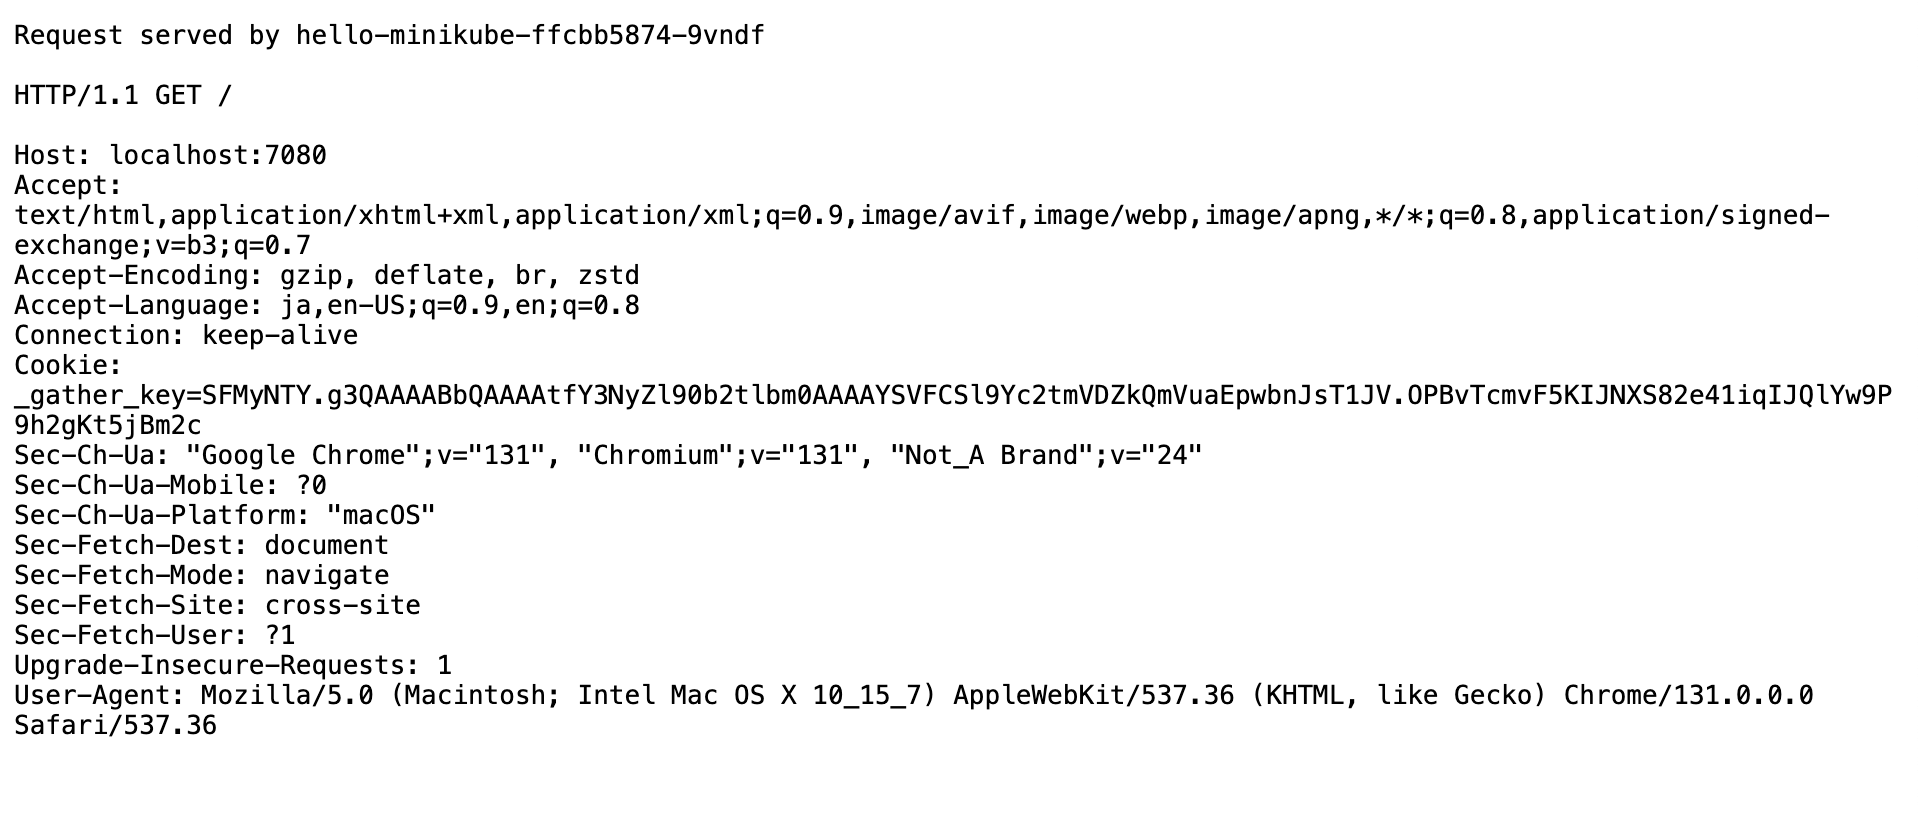 Request served by hello-minikube-ffcbb5874-9vndf
HTTP/1.1 GET /
Host: localhost:7080
Accept:
text/html,application/xhtml+xml,application/xml;q=0.9,image/avif,image/webp,image/apng,*/*;q=0.8,application/signed-
exchange;v=b3;q=0.7
Accept-Encoding: gzip, deflate, br, zstd
Accept-Language: ja,en-US;q=0.9,en;q=0.8
Connection: keep-alive
Cookie:
_gather_key=SFMyNTY.g3QAAAABbQAAAAtfY3NyZl90b2tlbm0AAAAYSVFCSl9Yc2tmVDZkQmVuaEpwbnJsT1JV.OPBvTcmvF5KIJNXS82e41iqIJQlYw9P
9h2gKt5jBm2c
Sec-Ch-Ua: "Google Chrome";v="131", "Chromium";v="131", "Not_A Brand";v="24"
Sec-Ch-Ua-Mobile: ?0
Sec-Ch-Ua-Platform: "macOS"
Sec-Fetch-Dest: document
Sec-Fetch-Mode: navigate
Sec-Fetch-Site: cross-site
Sec-Fetch-User: ?1
Upgrade-Insecure-Requests: 1
User-Agent: Mozilla/5.0 (Macintosh; Intel Mac OS X 10_15_7) AppleWebKit/537.36 (KHTML, like Gecko) Chrome/131.0.0.0
Safari/537.36